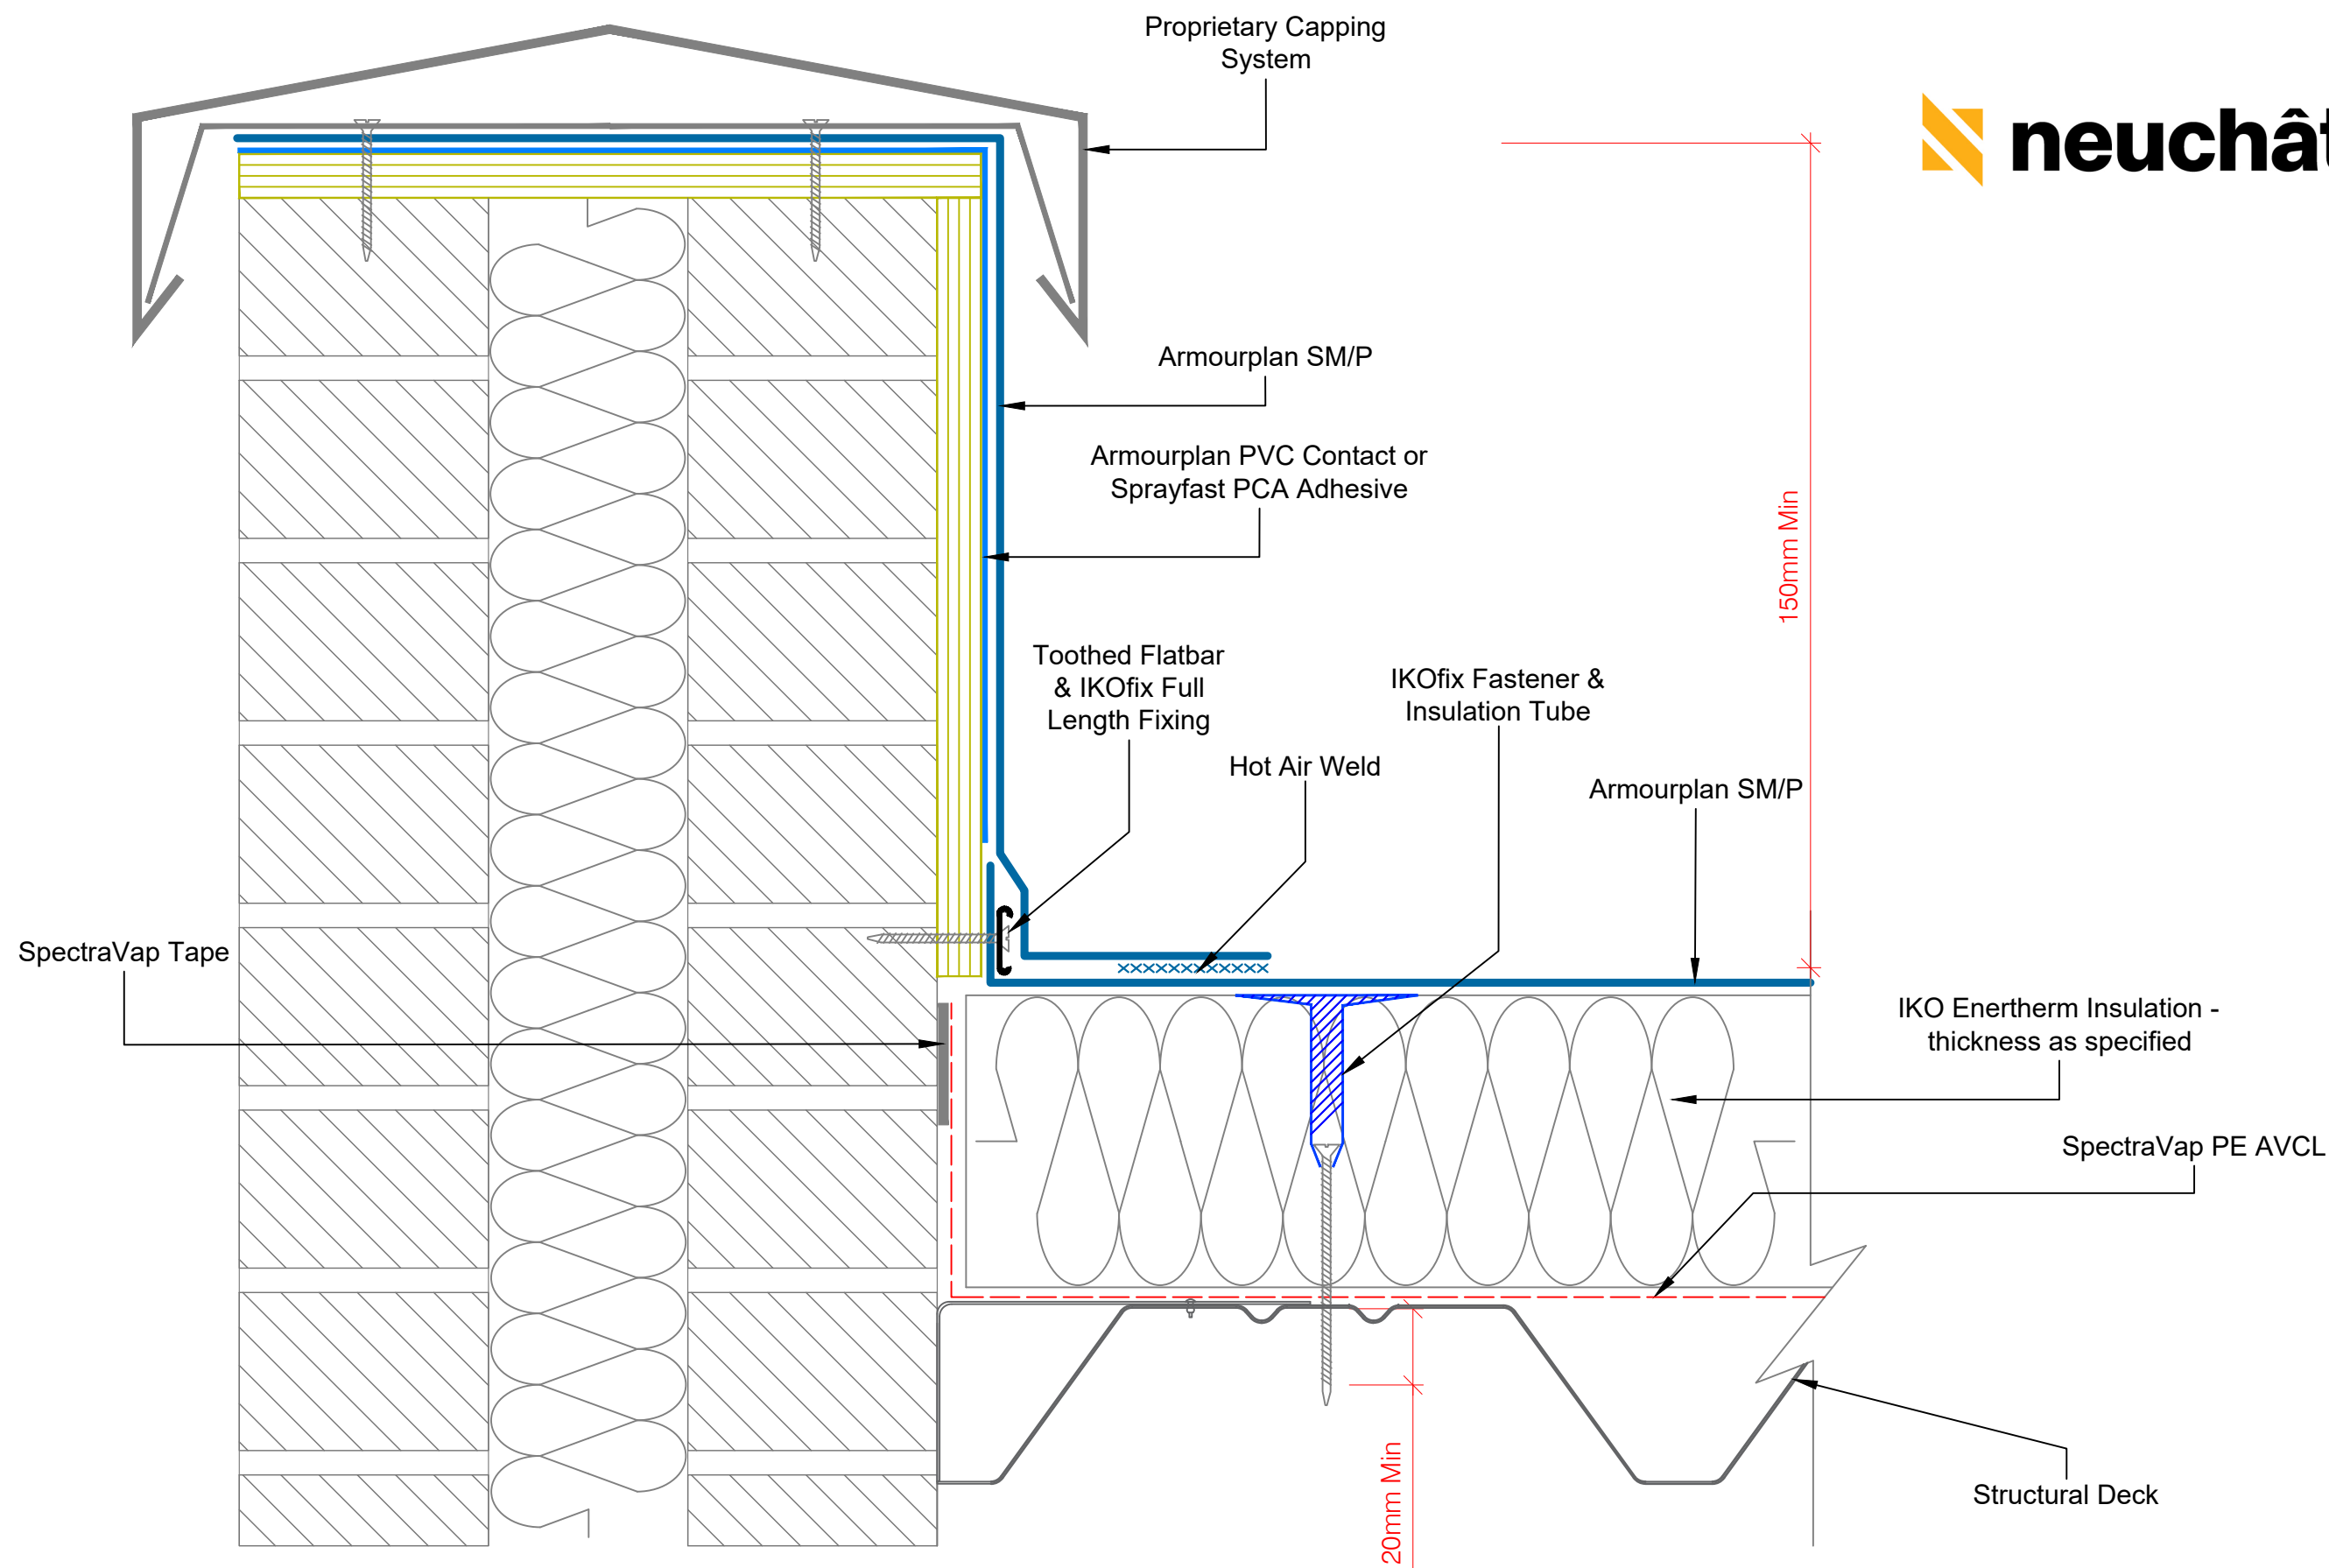 Proprietary Capping
System
neuchât
Armourplan SM/P
Armourplan PVC Contact or
Sprayfast PCA Adhesive
150mm Min
Toothed Flatbar
& IKOfix Full
Length Fixing
IKOfix Fastener &
Insulation Tube
Hot Air Weld
Armourplan SM/P
SpectraVap Tape
IKO Enertherm Insulation -
thickness as specified
SpectraVap PE AVCL
20mm Min
Structural Deck